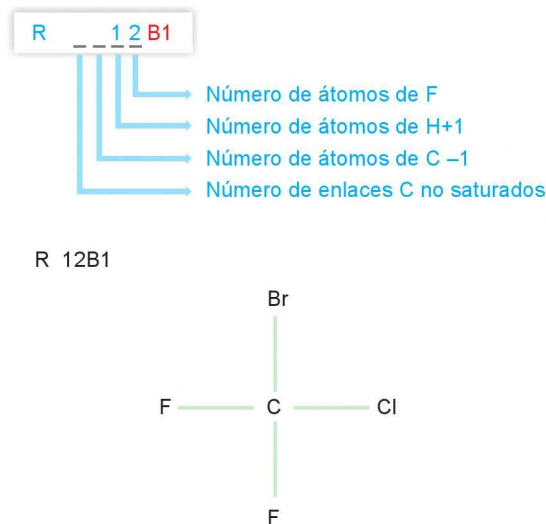 R _ _ 1 2 B1
Número de átomos de F
Número de átomos de H+1
Número de átomos de C –1
Número de enlaces C no saturados
R 12B1
Br
F C Cl
F